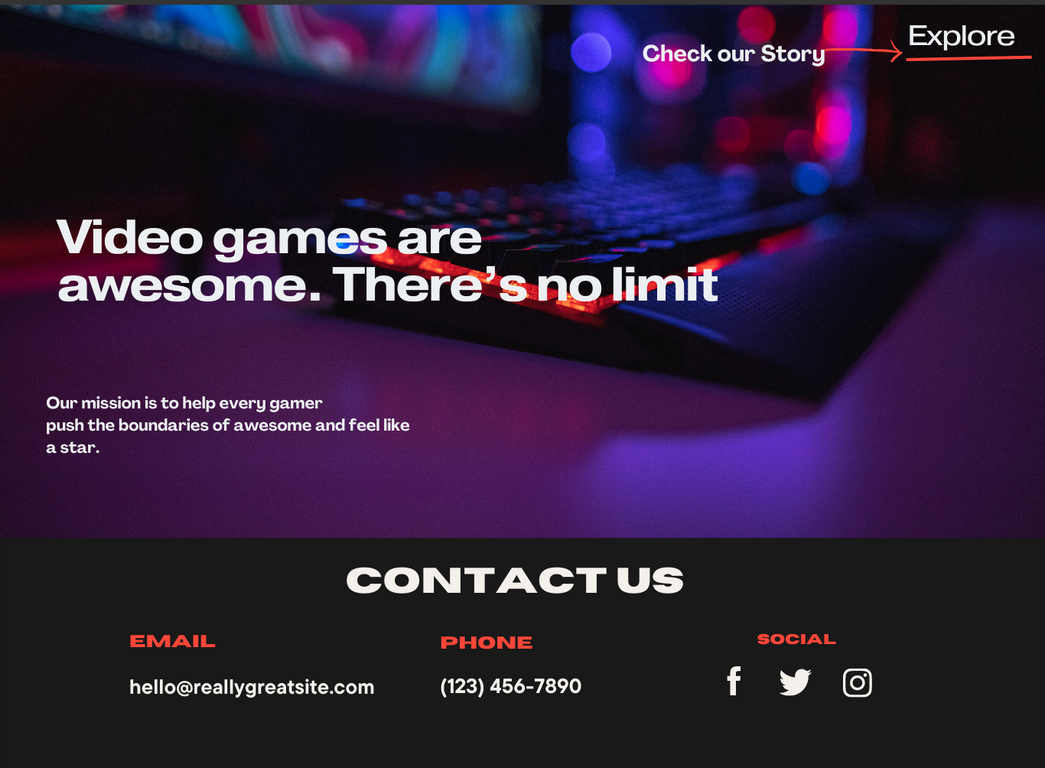 Check our Story
Explore
Video games are
awesome. There's no limit
Our mission is to help every gamer
push the boundaries of awesome and feel like
a star.
CONTACT US
EMAIL
PHONE
SOCIAL
hello@reallygreatsite.com
(123) 456-7890